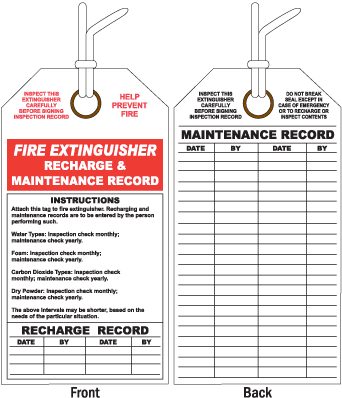 INSPECT THIS
EXTINGUISHER
CAREFULLY
BEFORE SIGNING
INSPECTION RECORD
HELP
PREVENT
FIRE
FIRE EXTINGUISHER
RECHARGE &
MAINTENANCE RECORD
INSTRUCTIONS
Attach this tag to fire extinguisher. Recharging and
maintenance records are to be entered by the person
performing such.
Water Types: Inspection check monthly;
maintenance check yearly.
Foam: Inspection check monthly;
maintenance check yearly.
Carbon Dioxide Types: Inspection check
monthly; maintenance check yearly.
Dry Powder: Inspection check monthly;
maintenance check yearly.
The above intervals may be shorter, based on the
needs of the particular situation.
RECHARGE RECORD
DATE BY DATE BY
Front
INSPECT THIS
EXTINGUISHER
CAREFULLY
BEFORE SIGNING
INSPECTION RECORD
DO NOT BREAK
SEAL EXCEPT IN
CASE OF EMERGENCY
OR TO RECHARGE OR
INSPECT CONTENTS
MAINTENANCE RECORD
DATE BY DATE BY
Back